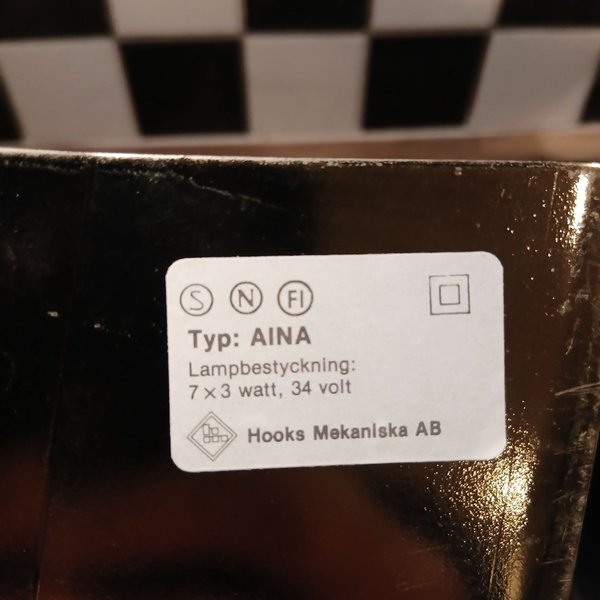 S N FI
Typ: AINA
Lampbestyckning:
7 x 3 watt, 34 volt
Hooks Mekaniska AB